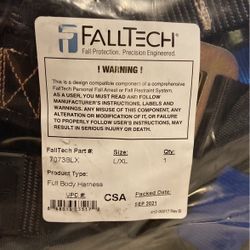 FALLTECH®
Fall Protection. Precision Engineered.
! WARNING!
This is a design compatible component of a comprehensive
FallTech Personal Fall Arrest or Fall Restraint System.
AS A USER, YOU MUST READ AND FOLLOW
MANUFACTURER'S INSTRUCTIONS, LABELS AND
WARNINGS. ANY MISUSE OF THIS COMPONENT, ANY
ALTERATION OR MODIFICATION OF IT, OR FAILURE
TO PROPERLY FOLLOW USER'S INSTRUCTIONS,
MAY RESULT IN SERIOUS INJURY OR DEATH.
FallTech Part #: Size: Qty:
7073BLX L/XL 1
Product Type:
Full Body Harness
UPC #: CSA Packed Date:
SEP 2021